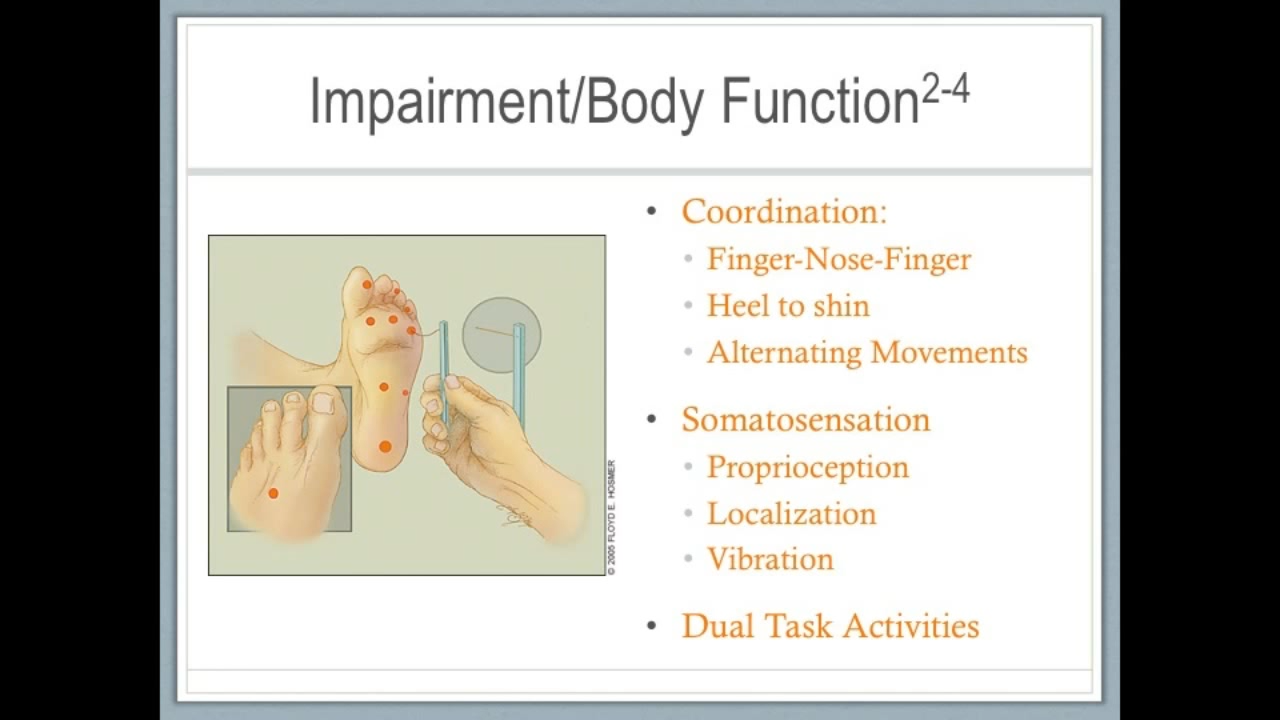 Impairment/Body Function2-4
• Coordination:
• Finger-Nose-Finger
• Heel to shin
• Alternating Movements
• Somatosensation
• Proprioception
• Localization
• Vibration
• Dual Task Activities
© 2005 FLOYD E. HOSMER